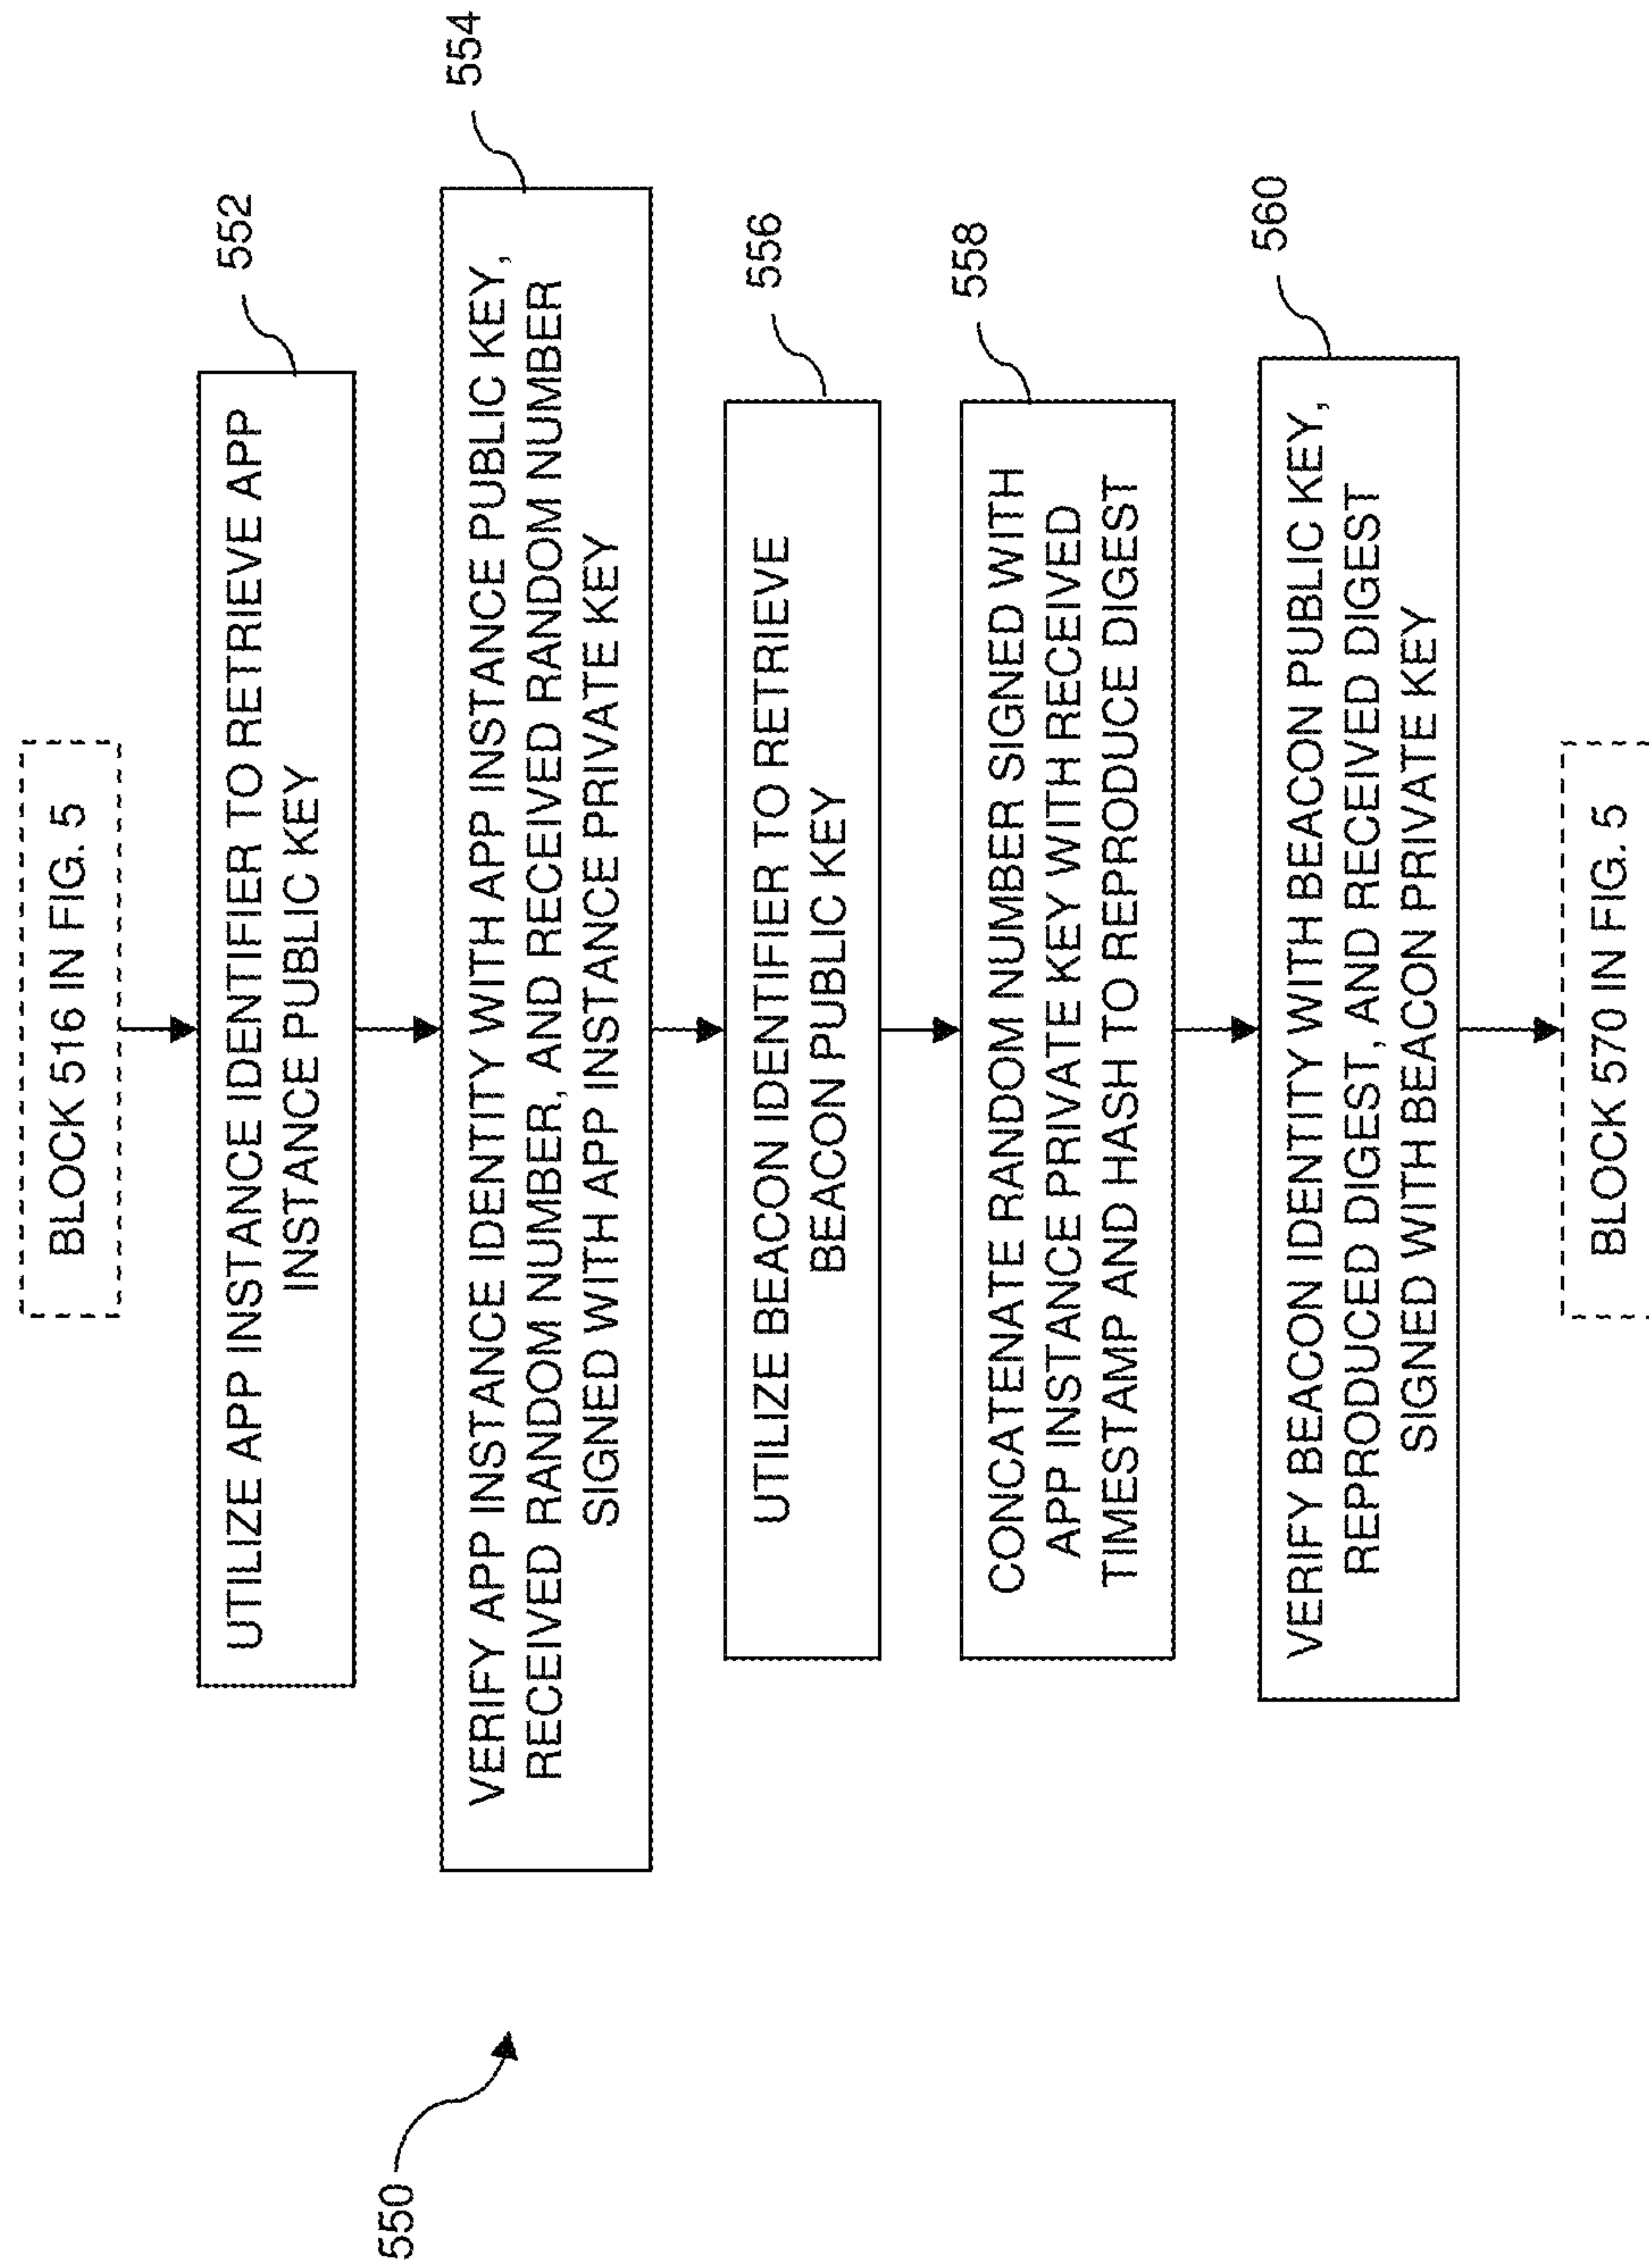 BLOCK 516 IN FIG. 5
552
UTILIZE APP INSTANCE IDENTIFIER TO RETRIEVE APP
INSTANCE PUBLIC KEY
554
VERIFY APP INSTANCE IDENTITY WITH APP INSTANCE PUBLIC KEY,
RECEIVED RANDOM NUMBER, AND RECEIVED RANDOM NUMBER
SIGNED WITH APP INSTANCE PRIVATE KEY
556
UTILIZE BEACON IDENTIFIER TO RETRIEVE
BEACON PUBLIC KEY
558
CONCATENATE RANDOM NUMBER SIGNED WITH
APP INSTANCE PRIVATE KEY WITH RECEIVED
TIMESTAMP AND HASH TO REPRODUCE DIGEST
560
VERIFY BEACON IDENTITY WITH BEACON PUBLIC KEY,
REPRODUCED DIGEST, AND RECEIVED DIGEST
SIGNED WITH BEACON PRIVATE KEY
BLOCK 570 IN FIG. 5
550